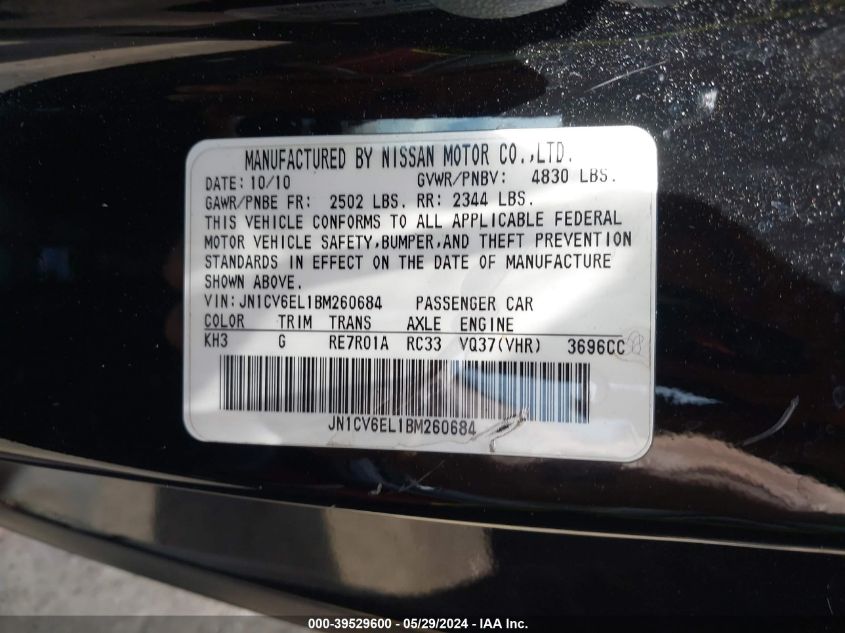 MANUFACTURED BY NISSAN MOTOR CO.,LTD.
DATE: 10/10 GVWR/PNBV: 4830 LBS.
GAWR/PNBE FR: 2502 LBS. RR: 2344 LBS.
THIS VEHICLE CONFORMS TO ALL APPLICABLE FEDERAL
MOTOR VEHICLE SAFETY,BUMPER,AND THEFT PREVENTION
STANDARDS IN EFFECT ON THE DATE OF MANUFACTURE
SHOWN ABOVE.
VIN:JN1CV6EL1BM260684 PASSENGER CAR
COLOR TRIM TRANS AXLE ENGINE
KH3 G RE7R01A RC33 VQ37(VHR) 3696CC
JN1CV6EL1BM260684
000-39529600 - 05/29/2024 - IAA Inc.